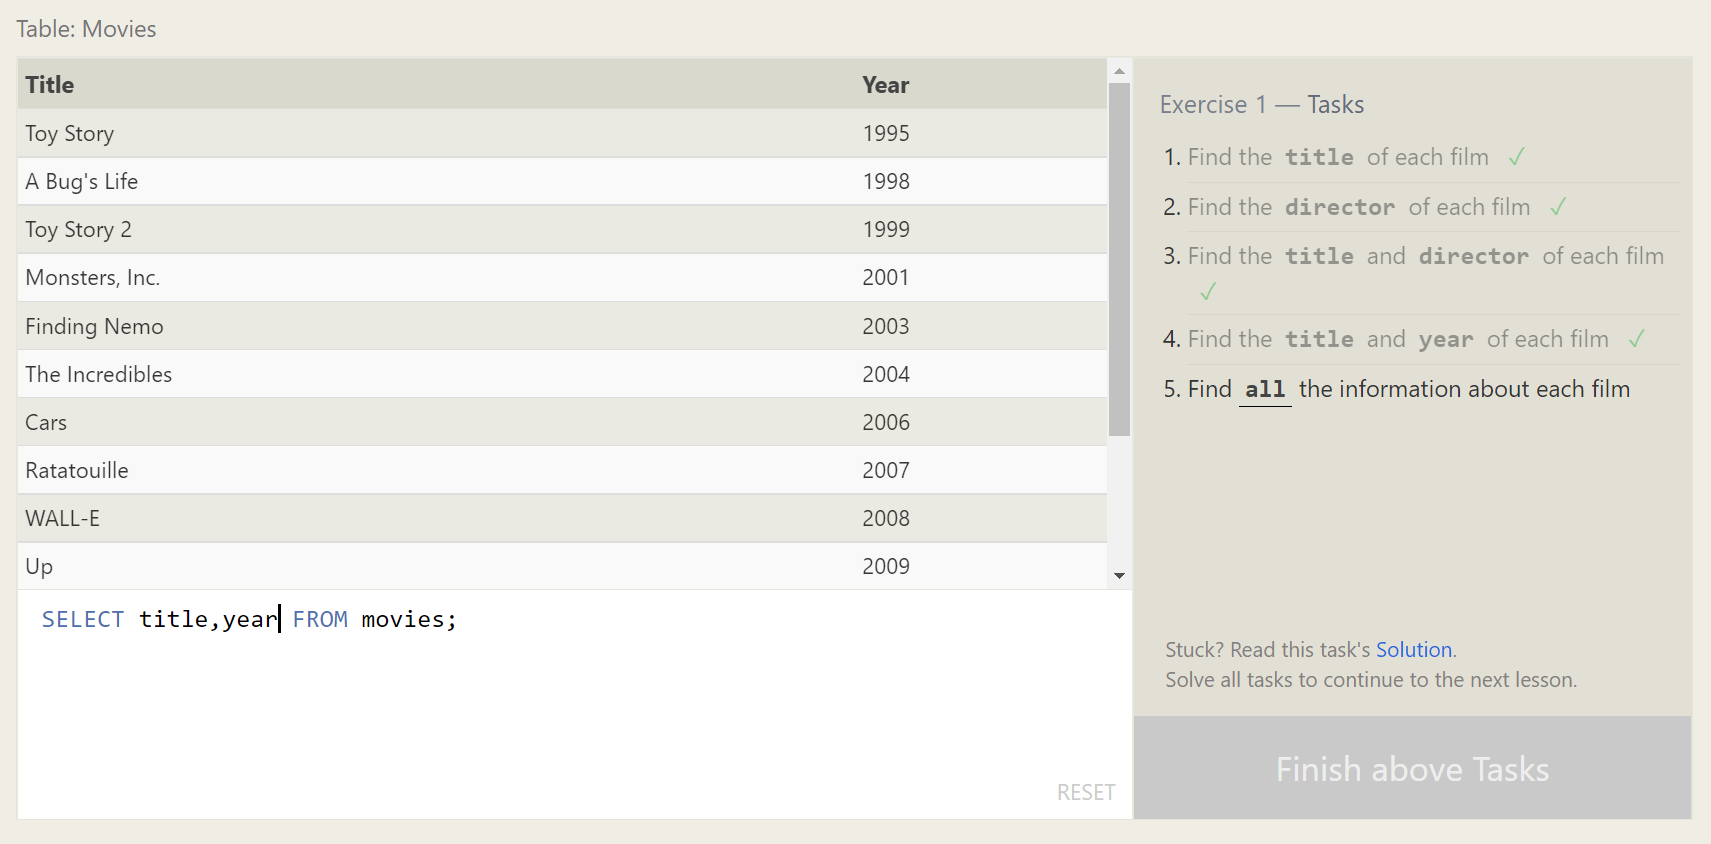 Table: Movies
Title Year
Toy Story 1995
A Bug's Life 1998
Toy Story 2 1999
Monsters, Inc. 2001
Finding Nemo 2003
The Incredibles 2004
Cars 2006
Ratatouille 2007
WALL-E 2008
Up 2009
SELECT title,year FROM movies;
RESET
Exercise 1 — Tasks
1. Find the title of each film ✓
2. Find the director of each film ✓
3. Find the title and director of each film
✓
4. Find the title and year of each film ✓
5. Find all the information about each film
Stuck? Read this task's Solution.
Solve all tasks to continue to the next lesson.
Finish above Tasks